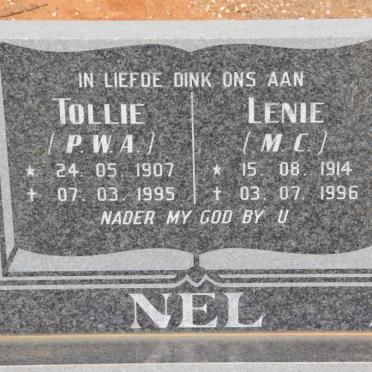 IN LIEFDE DINK ONS AAN
TOLLIE LENIE
(P.W.A.) (M.C.)
★ 24. 05. 1907 ★ 15. 08. 1914
✝ 07. 03. 1995 ✝ 03. 07. 1996
NADER MY GOD BY U
NEL